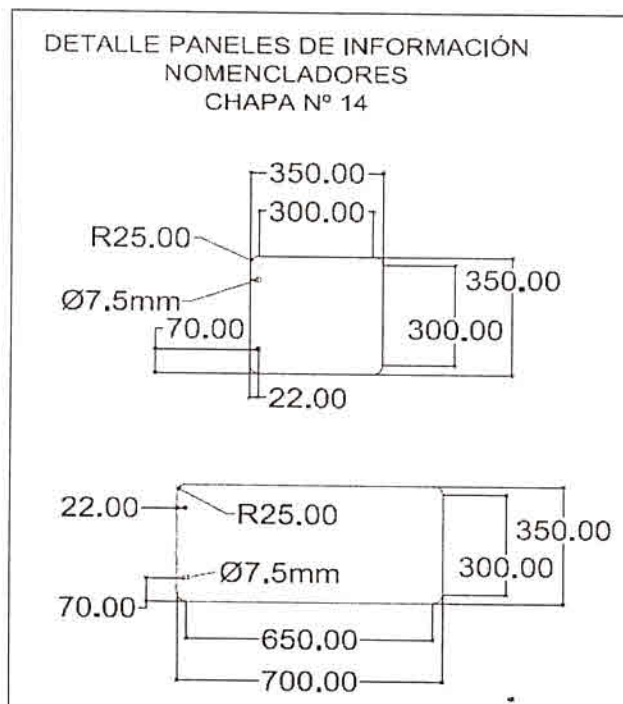 DETALLE PANELES DE INFORMACIÓN
NOMENCLADORES
CHAPA Nº 14
350.00
300.00
R25.00
350.00
Ø7.5mm
70.00
300.00
22.00
22.00
R25.00
350.00
Ø7.5mm
300.00
70.00
650.00
700.00